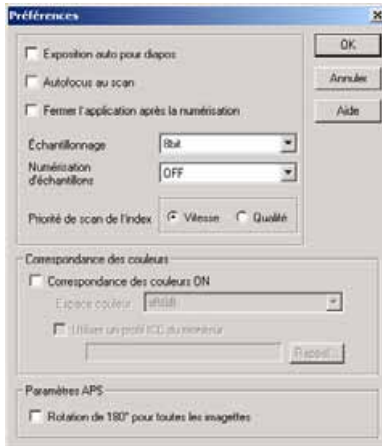 Préférences
OK
Exposition auto pour diapos
Autofocus au scan
Annuler
Fermer l'application après la numérisation
Aide
Échantillonnage
8bit
Numérisation
d'échantillons
OFF
Priorité de scan de l'index
Vitesse
Qualité
Correspondance des couleurs
Correspondance des couleurs ON
Espace couleur
sRGB
Utiliser un profil ICC du moniteur
Paramètres APS
Rotation de 180° pour toutes les imagettes